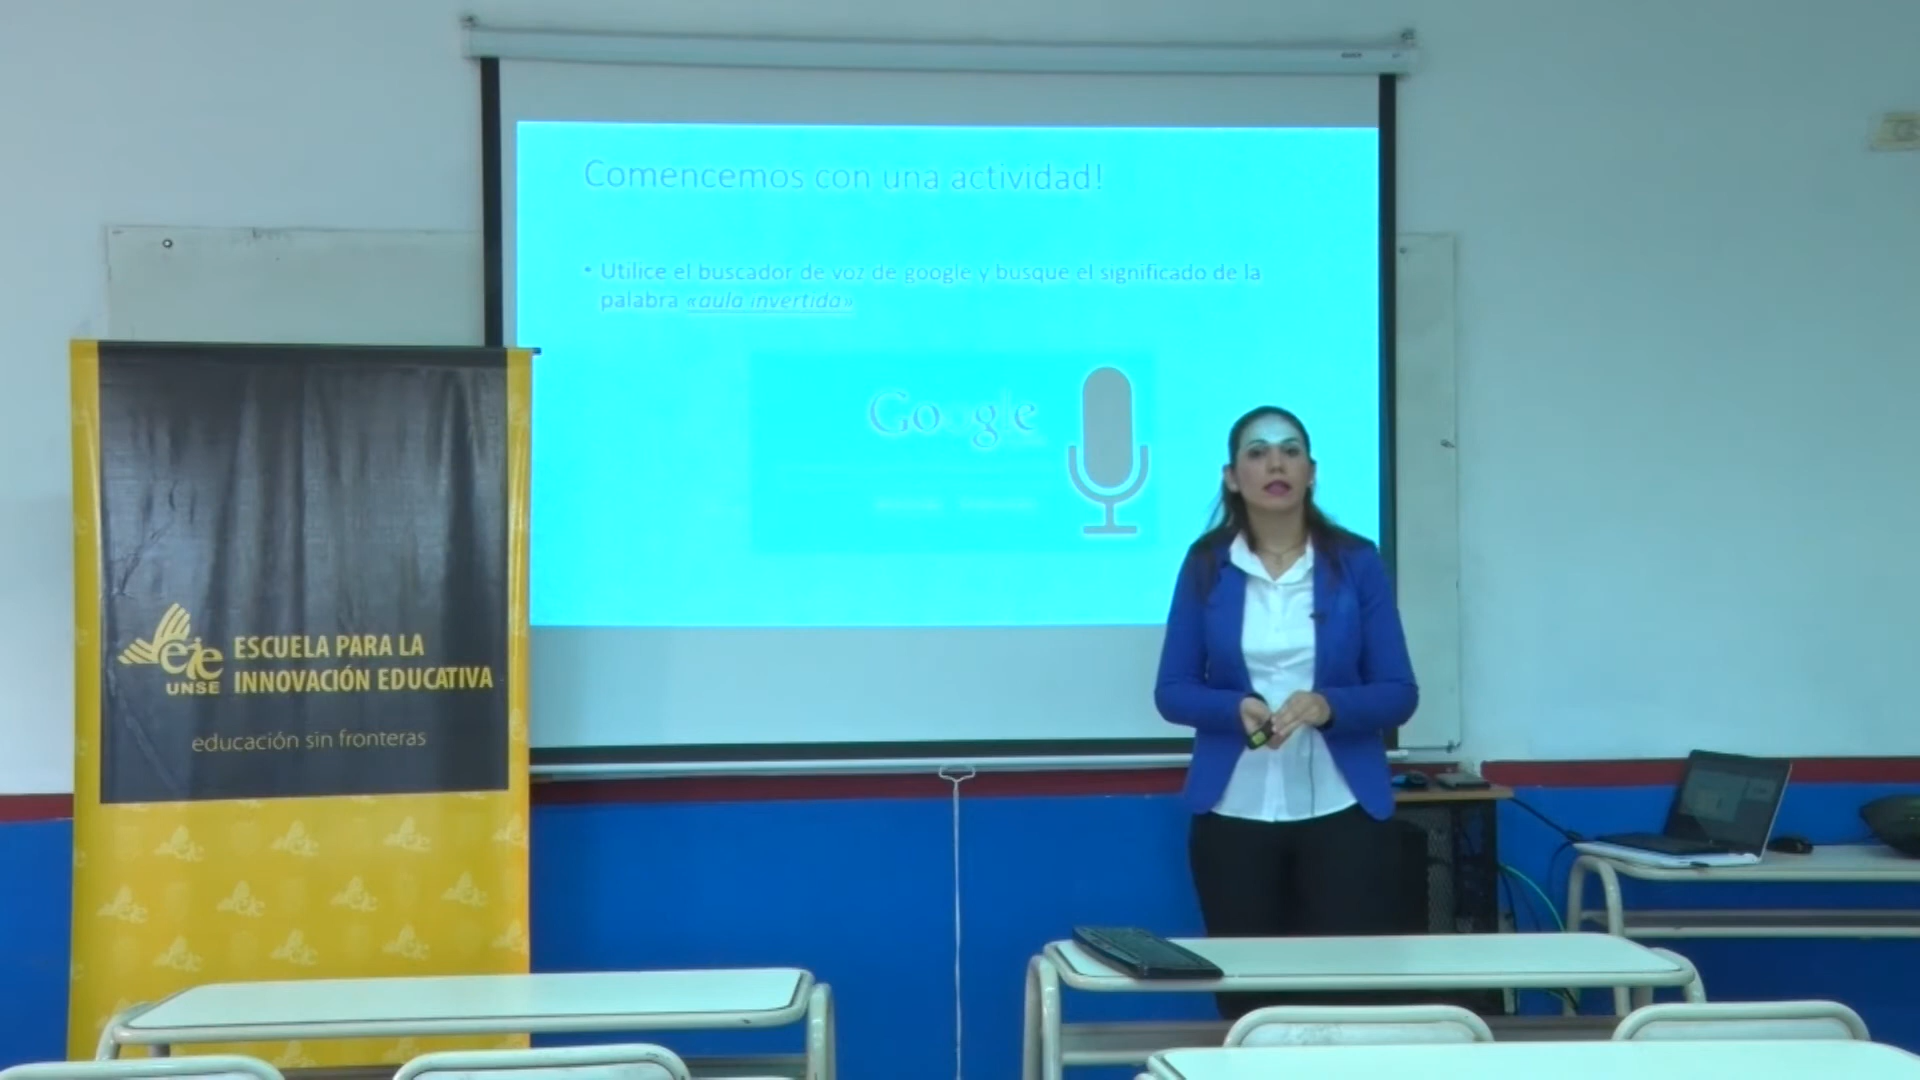 Comencemos con una actividad!
• Utilice el buscador de voz de google y busque el significado de la
palabra «aula invertida»
Google
eie
UNSE
ESCUELA PARA LA
INNOVACIÓN EDUCATIVA
educación sin fronteras